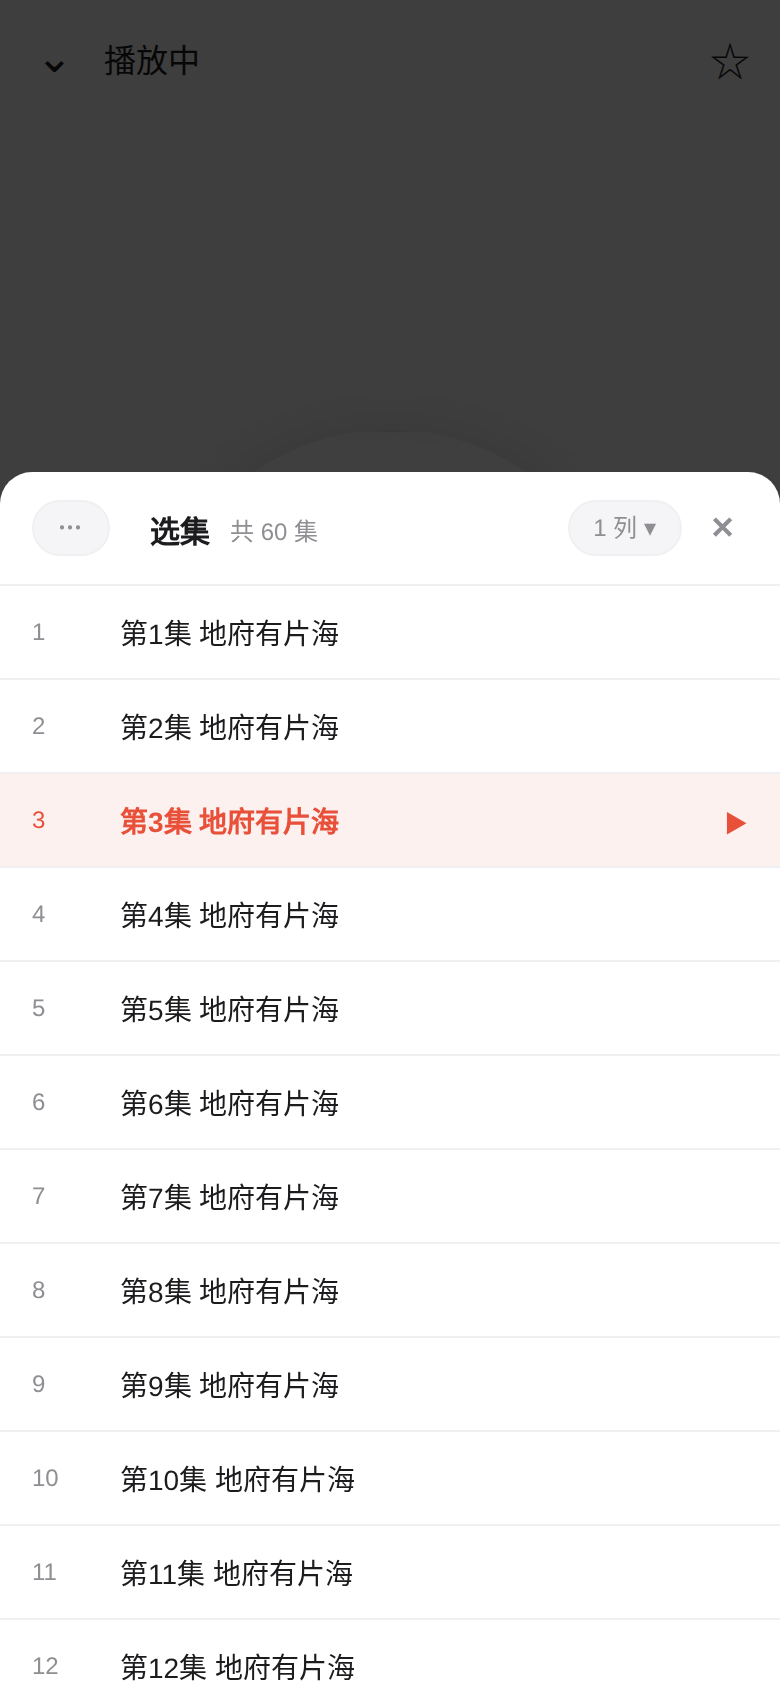 播放中
选集 共 60 集 1 列 ▾
1 第1集 地府有片海
2 第2集 地府有片海
3 第3集 地府有片海
4 第4集 地府有片海
5 第5集 地府有片海
6 第6集 地府有片海
7 第7集 地府有片海
8 第8集 地府有片海
9 第9集 地府有片海
10 第10集 地府有片海
11 第11集 地府有片海
12 第12集 地府有片海